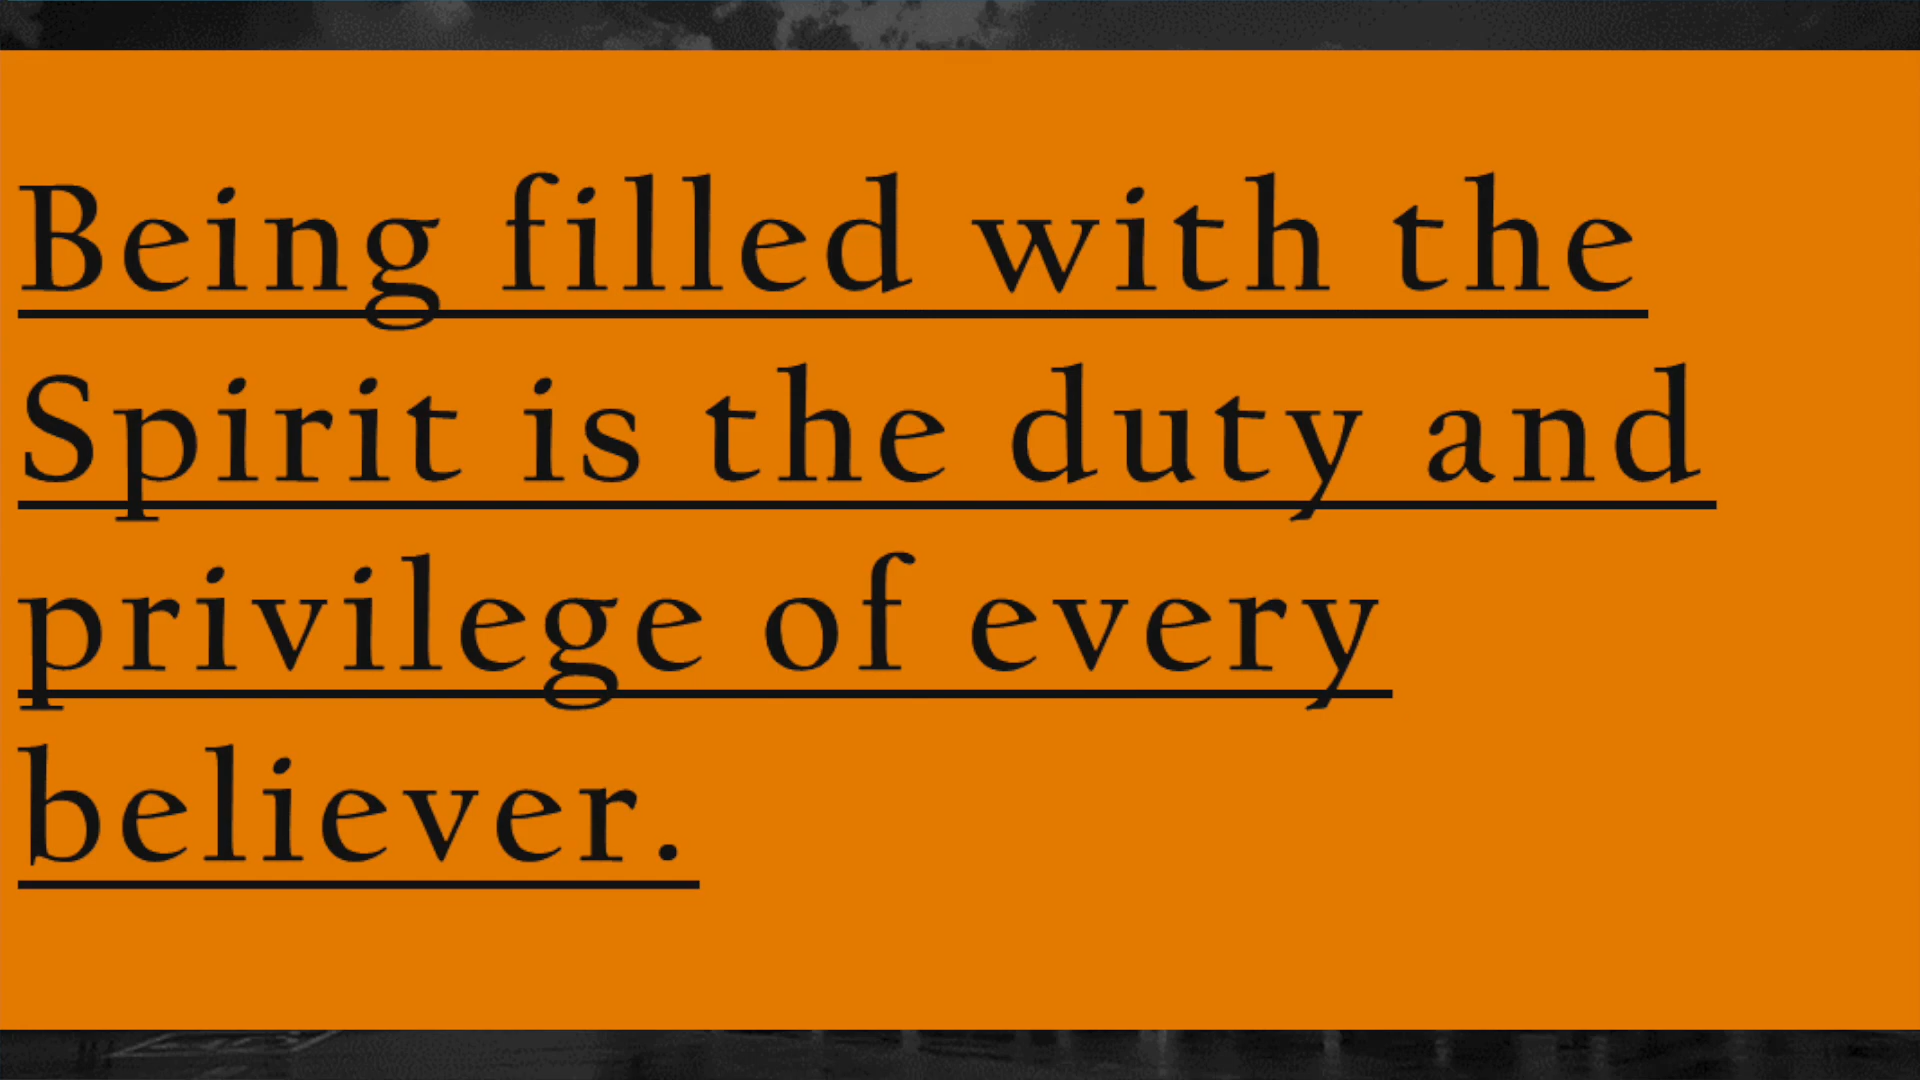 Being filled with the
Spirit is the duty and
privilege of every
believer.